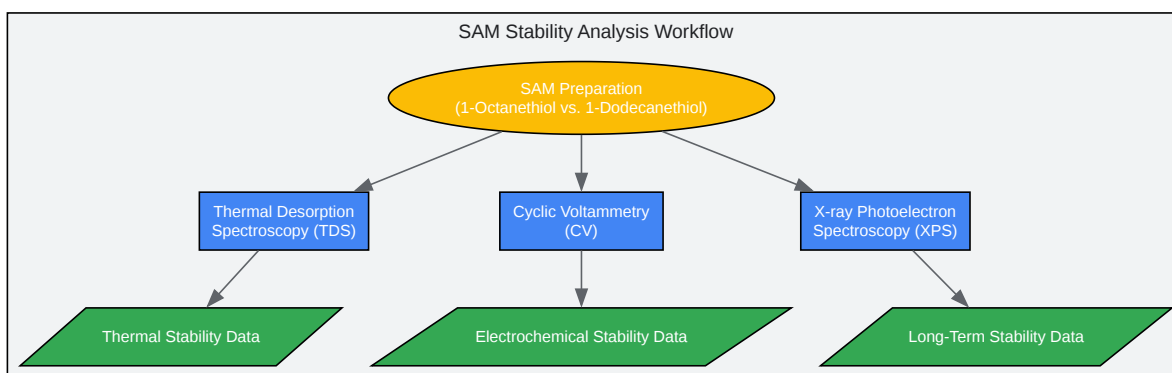 SAM Stability Analysis Workflow
SAM Preparation
(1-Octanethiol vs. 1-Dodecanethiol)
Thermal Desorption
Spectroscopy (TDS)
Cyclic Voltammetry
(CV)
X-ray Photoelectron
Spectroscopy (XPS)
Thermal Stability Data
Electrochemical Stability Data
Long-Term Stability Data